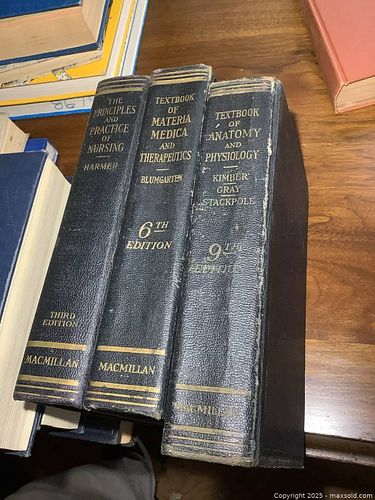 THE
PRINCIPLES
AND
PRACTICE
OF
NURSING
HARMER
THIRD
EDITION
MACMILLAN
TEXTBOOK
OF
MATERIA
MEDICA
AND
THERAPEUTICS
BLUMGARTEN
6TH
EDITION
MACMILLAN
TEXTBOOK
OF
ANATOMY
AND
PHYSIOLOGY
KIMBER
GRAY
STACKPOLE
9TH
EDITION
MACMILLAN
Copyright 2025 - maxsold.com